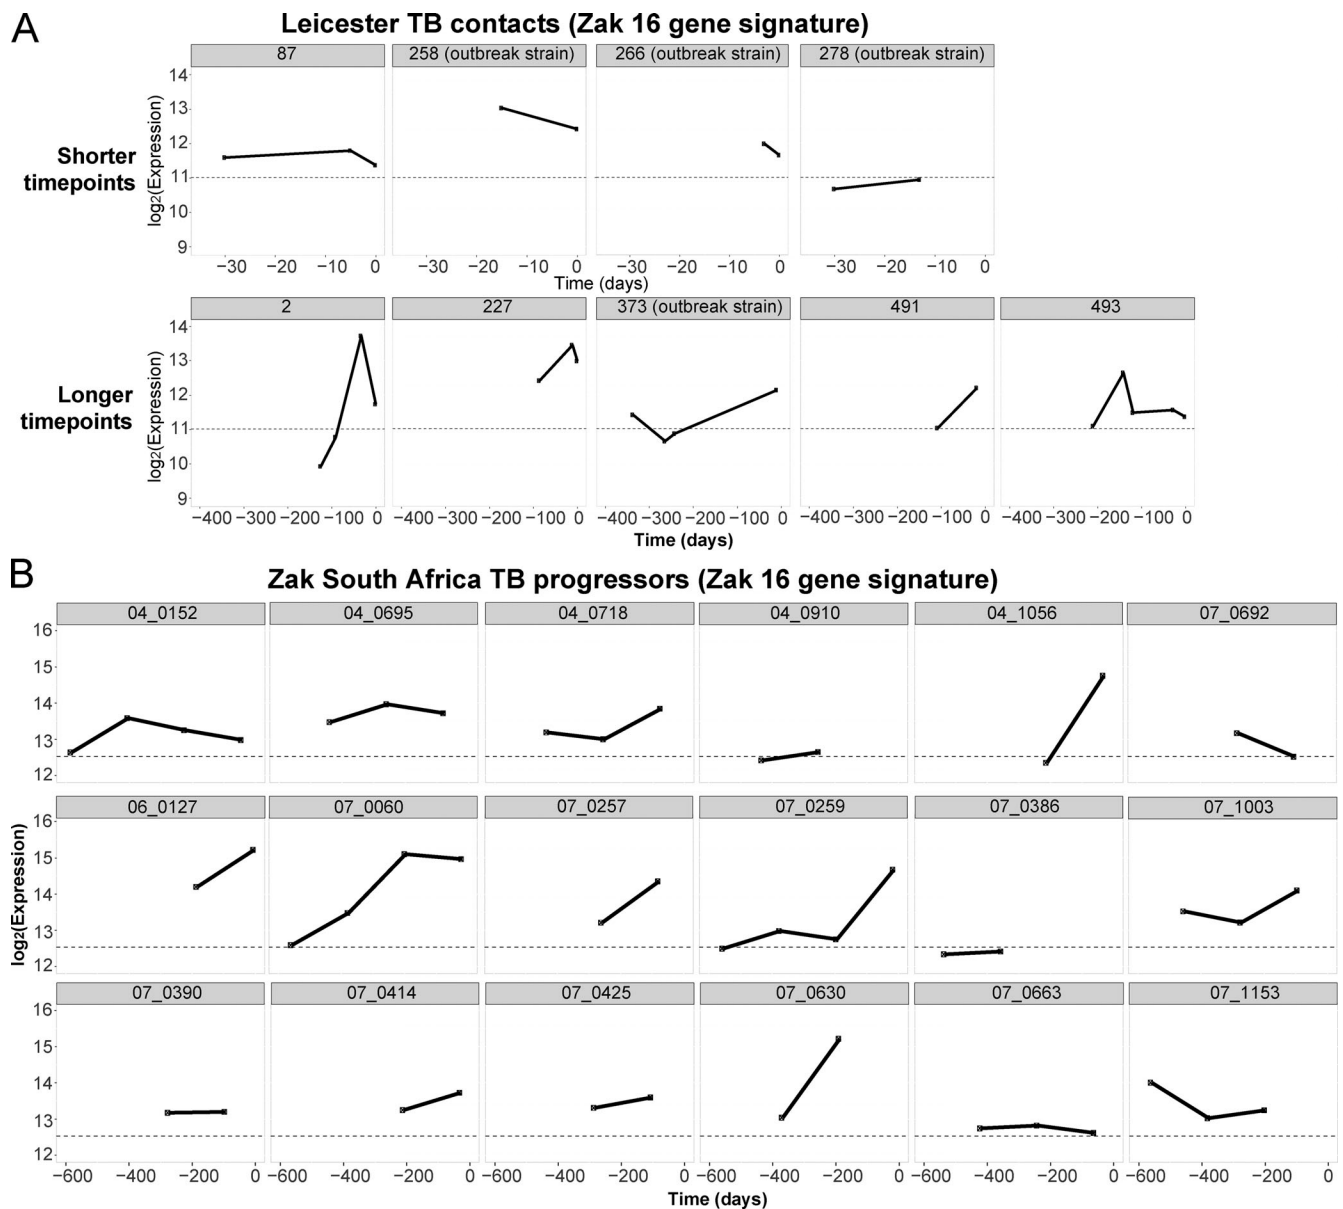 A
Leicester TB contacts (Zak 16 gene signature)
87 258 (outbreak strain) 266 (outbreak strain) 278 (outbreak strain)
Shorter
timepoints
log2(Expression)
14
13
12
11
10
9
−30 −20 −10 0 −30 −20 −10 0 −30 −20 −10 0 −30 −20 −10 0
Time (days)
2 227 373 (outbreak strain) 491 493
Longer
timepoints
log2(Expression)
14
13
12
11
10
9
−400 −300 −200 −100 0 −400 −300 −200 −100 0 −400 −300 −200 −100 0 −400 −300 −200 −100 0 −400 −300 −200 −100 0
Time (days)
B
Zak South Africa TB progressors (Zak 16 gene signature)
04_0152 04_0695 04_0718 04_0910 04_1056 07_0692
16
15
14
13
12
06_0127 07_0060 07_0257 07_0259 07_0386 07_1003
log2(Expression)
16
15
14
13
12
07_0390 07_0414 07_0425 07_0630 07_0663 07_1153
16
15
14
13
12
−600 −400 −200 0 −600 −400 −200 0 −600 −400 −200 0 −600 −400 −200 0 −600 −400 −200 0 −600 −400 −200 0
Time (days)